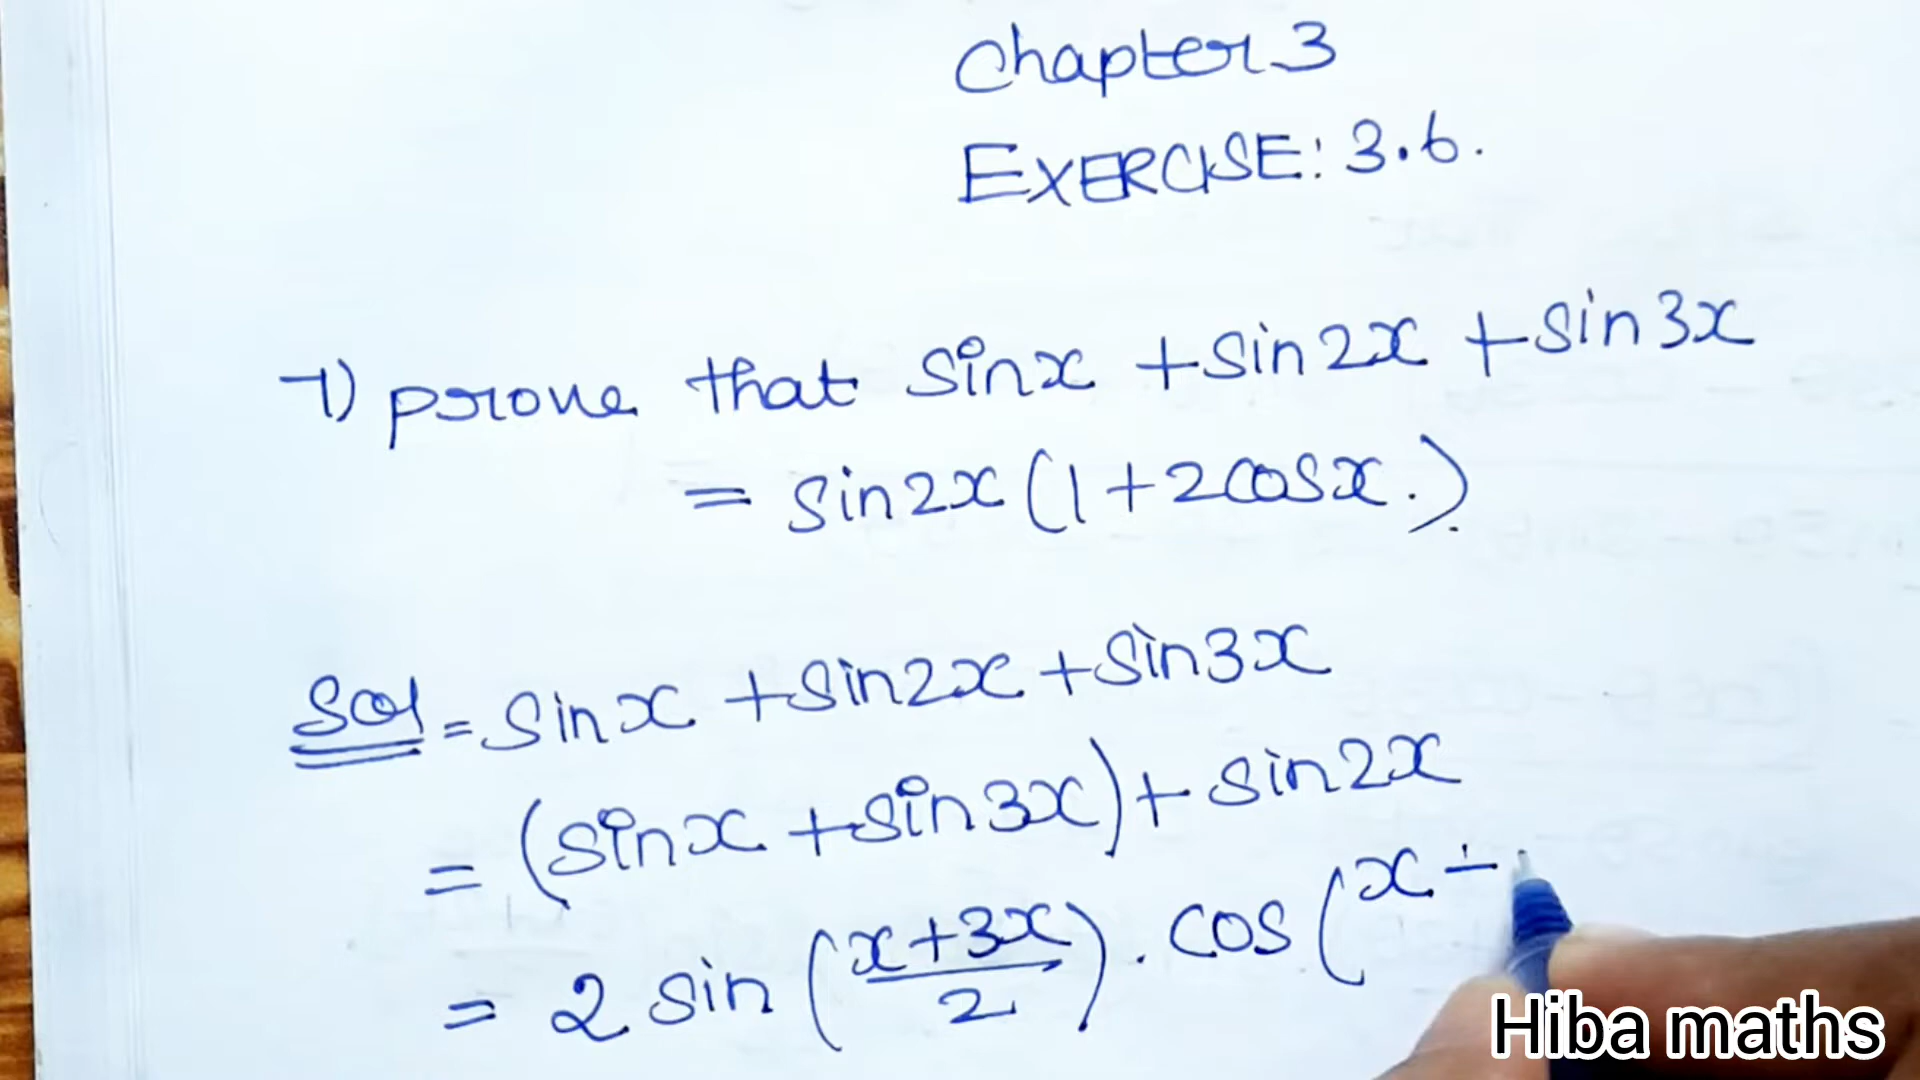 Chapter 3
EXERCISE: 3.6.
7) prove that sinx + sin2x + sin3x
= sin2x (1 + 2cosx.).
Sol = sinx + sin2x + sin3x
= (sinx + sin3x) + sin2x
= 2 sin (x+3x/2) . cos (x -
Hiba maths